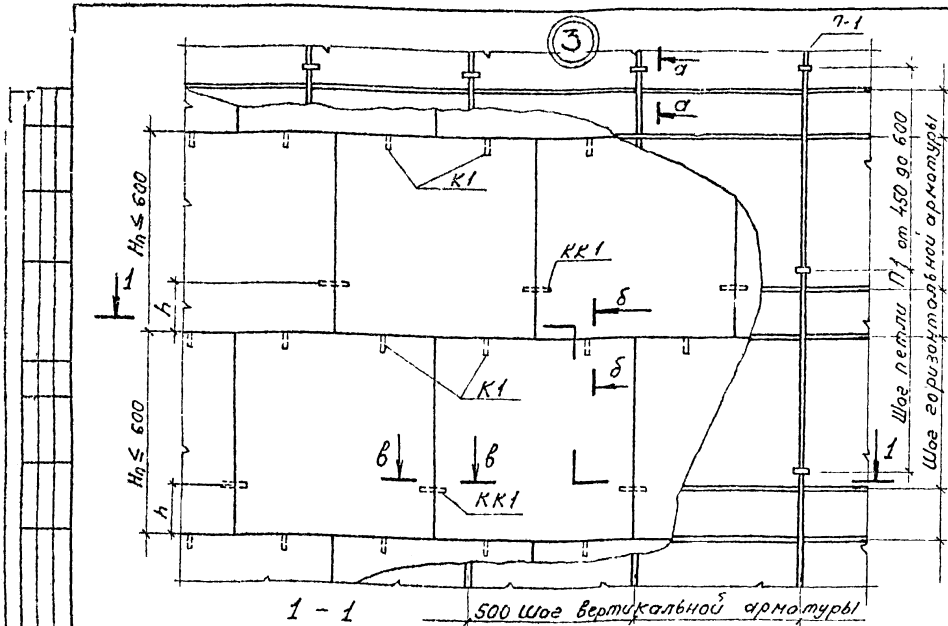 3
7-1
а
а
К1
Нп ≤ 600
КК1
1
б
h
б
К1
Нп ≤ 600
в
в
1
h
КК1
Шаг петли П1 от 450 до 600
Шаг горизонтальной арматуры
1 - 1
500 Шаг вертикальной арматуры